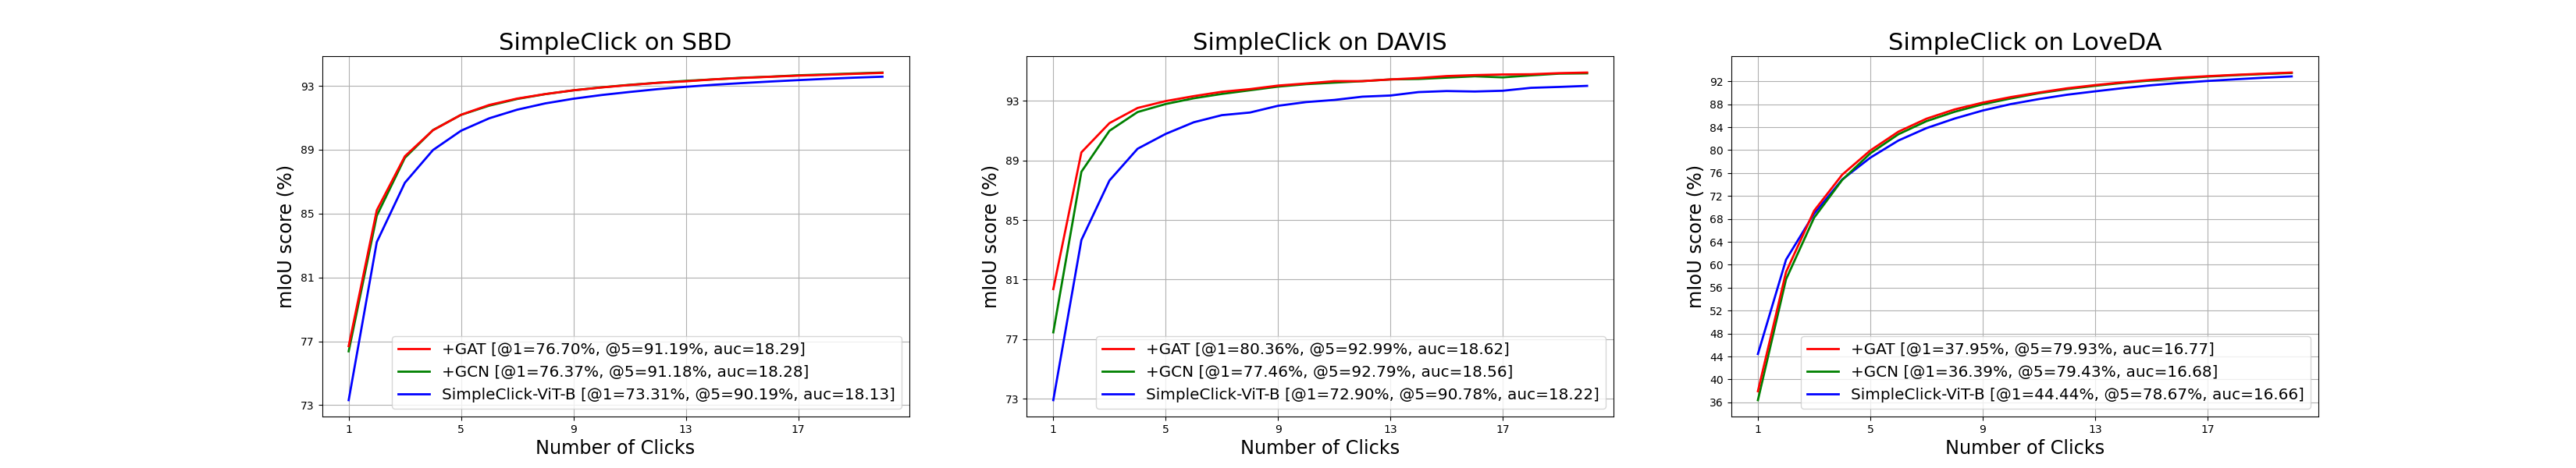 SimpleClick on SBD
mIoU score (%)
93
89
85
81
77
73
+GAT [@1=76.70%, @5=91.19%, auc=18.29]
+GCN [@1=76.37%, @5=91.18%, auc=18.28]
SimpleClick-ViT-B [@1=73.31%, @5=90.19%, auc=18.13]
1 5 9 13 17
Number of Clicks
SimpleClick on DAVIS
mIoU score (%)
93
89
85
81
77
73
+GAT [@1=80.36%, @5=92.99%, auc=18.62]
+GCN [@1=77.46%, @5=92.79%, auc=18.56]
SimpleClick-ViT-B [@1=72.90%, @5=90.78%, auc=18.22]
1 5 9 13 17
Number of Clicks
SimpleClick on LoveDA
mIoU score (%)
92
88
84
80
76
72
68
64
60
56
52
48
44
40
36
+GAT [@1=37.95%, @5=79.93%, auc=16.77]
+GCN [@1=36.39%, @5=79.43%, auc=16.68]
SimpleClick-ViT-B [@1=44.44%, @5=78.67%, auc=16.66]
1 5 9 13 17
Number of Clicks